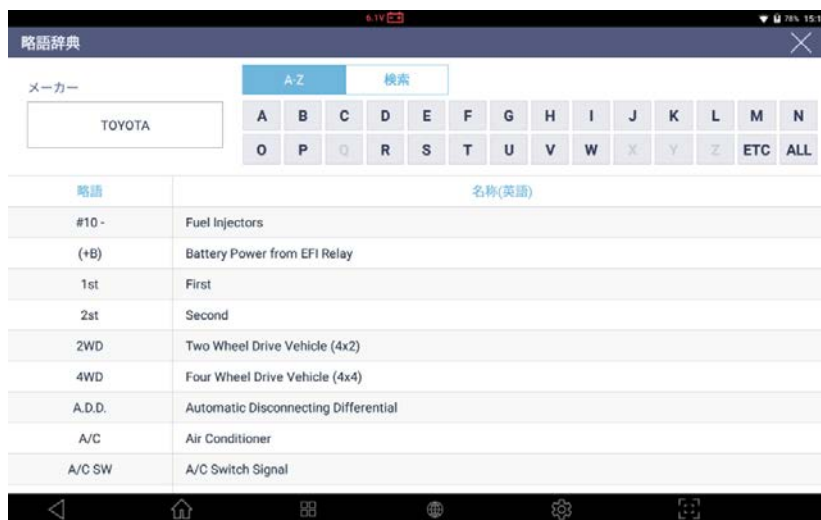 6.1V
78% 15:1
略語辞典
メーカー
TOYOTA
A-Z 検索
A B C D E F G H I J K L M N
O P Q R S T U V W X Y Z ETC ALL
略語 名称(英語)
#10 - Fuel Injectors
(+B) Battery Power from EFI Relay
1st First
2st Second
2WD Two Wheel Drive Vehicle (4x2)
4WD Four Wheel Drive Vehicle (4x4)
A.D.D. Automatic Disconnecting Differential
A/C Air Conditioner
A/C SW A/C Switch Signal